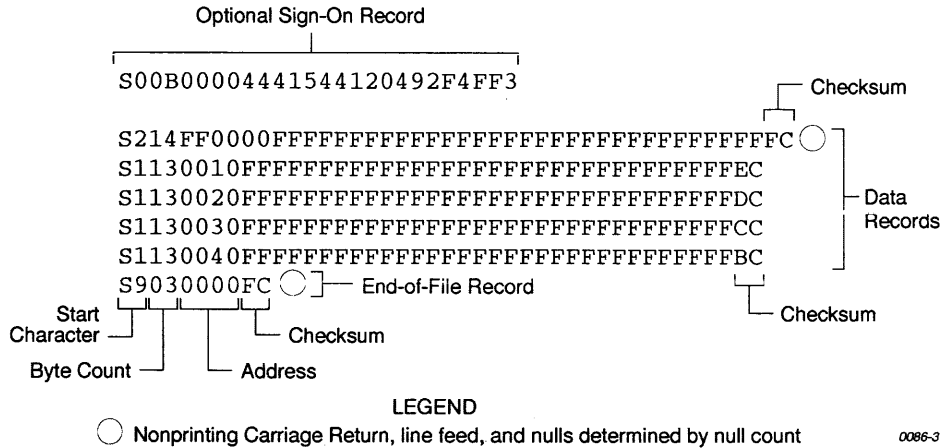 Optional Sign-On Record
S00B00004441544120492F4FF3
Checksum
S214FF0000FFFFFFFFFFFFFFFFFFFFFFFFFFFFFFFFFC
S1130010FFFFFFFFFFFFFFFFFFFFFFFFFFFFFFFFEC
S1130020FFFFFFFFFFFFFFFFFFFFFFFFFFFFFFFFDC
S1130030FFFFFFFFFFFFFFFFFFFFFFFFFFFFFFFFCC
S1130040FFFFFFFFFFFFFFFFFFFFFFFFFFFFFFFFBC
Data
Records
S9030000FC
End-of-File Record
Start
Character
Checksum
Checksum
Byte Count
Address
LEGEND
Nonprinting Carriage Return, line feed, and nulls determined by null count
0086-3